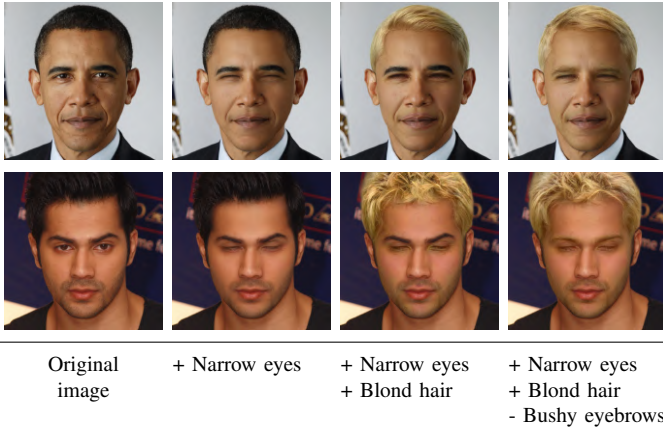 Original image
+ Narrow eyes
+ Narrow eyes
+ Blond hair
+ Narrow eyes
+ Blond hair
- Bushy eyebrows